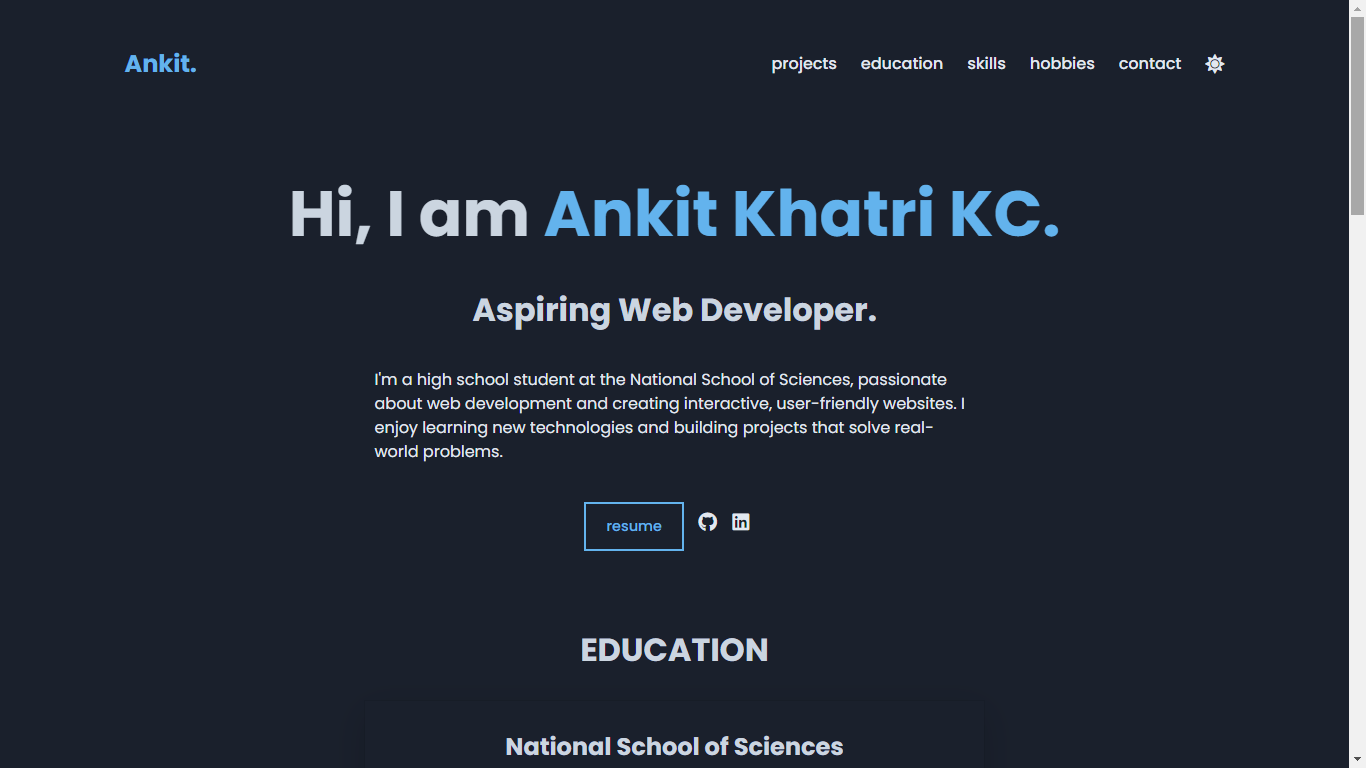 Ankit.
projects education skills hobbies contact
Hi, I am Ankit Khatri KC.
Aspiring Web Developer.
I'm a high school student at the National School of Sciences, passionate
about web development and creating interactive, user-friendly websites. I
enjoy learning new technologies and building projects that solve real-
world problems.
resume
EDUCATION
National School of Sciences